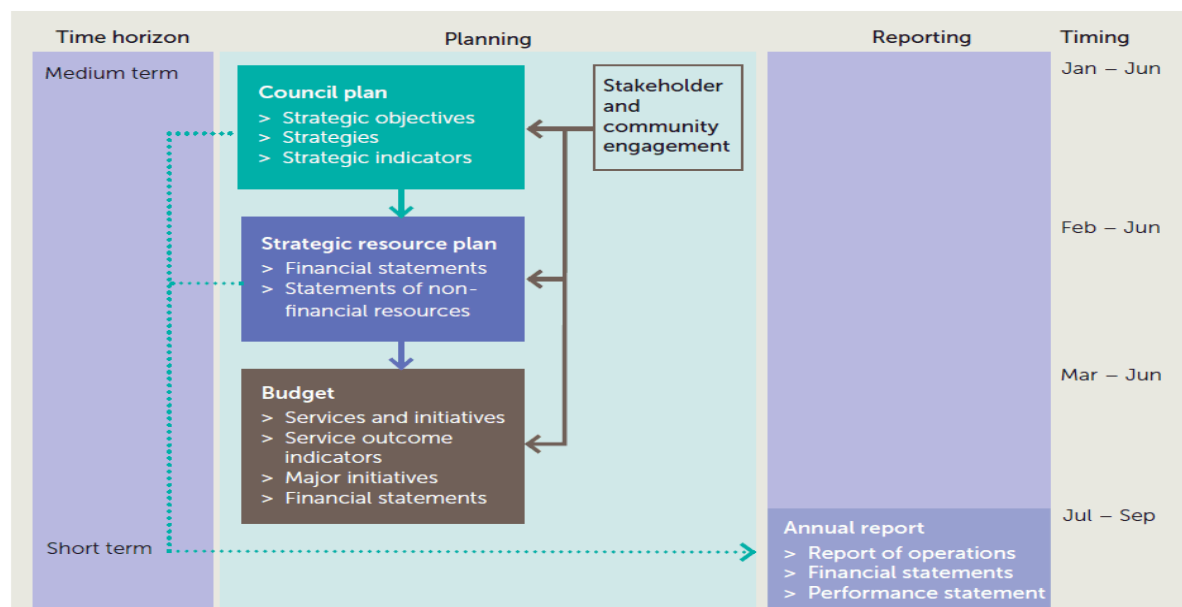 Time horizon
Planning
Reporting
Timing
Medium term
Jan – Jun
Council plan
> Strategic objectives
> Strategies
> Strategic indicators
Stakeholder
and
community
engagement
Feb – Jun
Strategic resource plan
> Financial statements
> Statements of non-
financial resources
Mar – Jun
Budget
> Services and initiatives
> Service outcome
indicators
> Major initiatives
> Financial statements
Jul – Sep
Short term
Annual report
> Report of operations
> Financial statements
> Performance statement